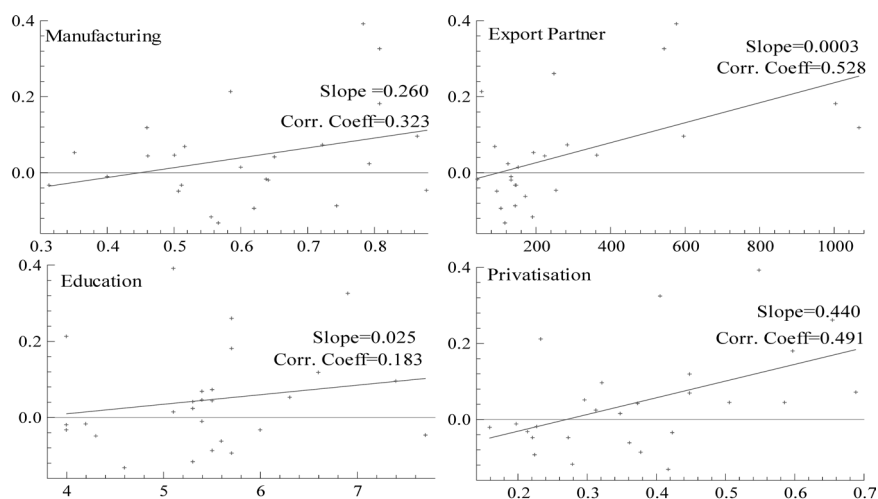 Manufacturing
Slope =0.260
Corr. Coeff=0.323
0.4
0.2
0.0
0.3 0.4 0.5 0.6 0.7 0.8
Export Partner
Slope=0.0003
Corr. Coeff=0.528
0.4
0.2
0.0
200 400 600 800 1000
Education
Slope=0.025
Corr. Coeff=0.183
0.4
0.2
0.0
4 5 6 7 8
Privatisation
Slope=0.440
Corr. Coeff=0.491
0.4
0.2
0.0
0.2 0.3 0.4 0.5 0.6 0.7